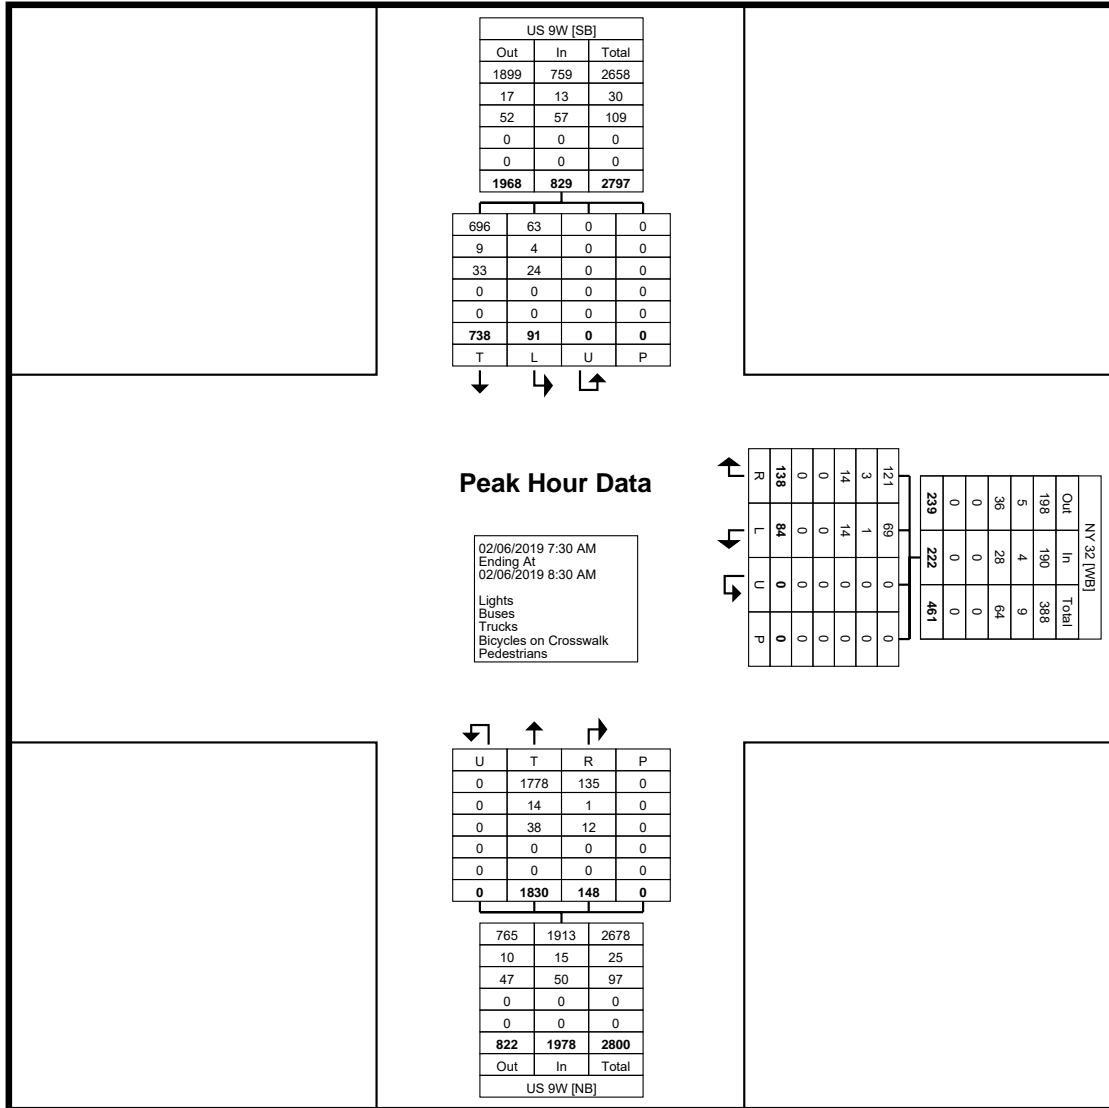 US 9W [SB]
Out In Total
1899 759 2658
17 13 30
52 57 109
0 0 0
0 0 0
1968 829 2797
696 63 0 0
9 4 0 0
33 24 0 0
0 0 0 0
0 0 0 0
738 91 0 0
T L U P
Peak Hour Data
02/06/2019 7:30 AM
Ending At
02/06/2019 8:30 AM
Lights
Buses
Trucks
Bicycles on Crosswalk
Pedestrians
NY 32 [WB]
Out In Total
198 190 388
5 4 9
36 28 64
0 0 0
0 0 0
239 222 461
121 69 0 0
3 1 0 0
14 14 0 0
0 0 0 0
0 0 0 0
138 84 0 0
R L U P
U T R P
0 1778 135 0
0 14 1 0
0 38 12 0
0 0 0 0
0 0 0 0
0 1830 148 0
765 1913 2678
10 15 25
47 50 97
0 0 0
0 0 0
822 1978 2800
Out In Total
US 9W [NB]